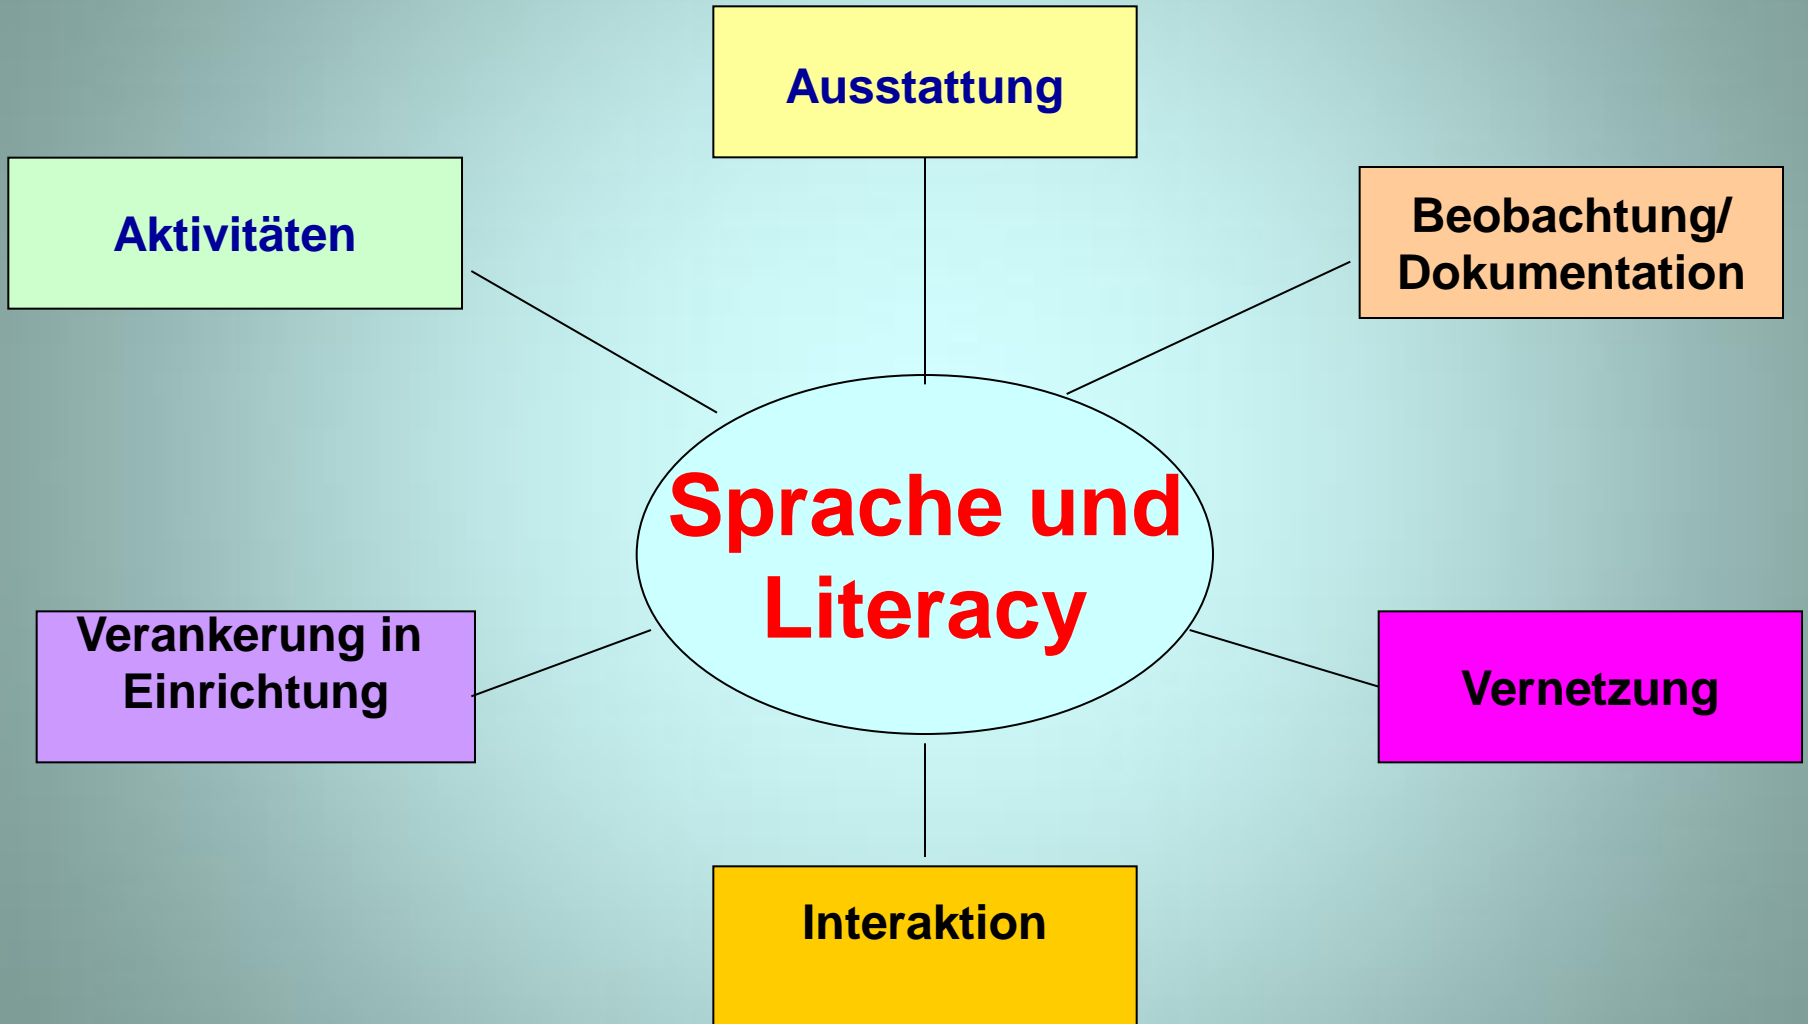 Ausstattung
Aktivitäten
Beobachtung/
Dokumentation
Sprache und
Literacy
Verankerung in
Einrichtung
Vernetzung
Interaktion